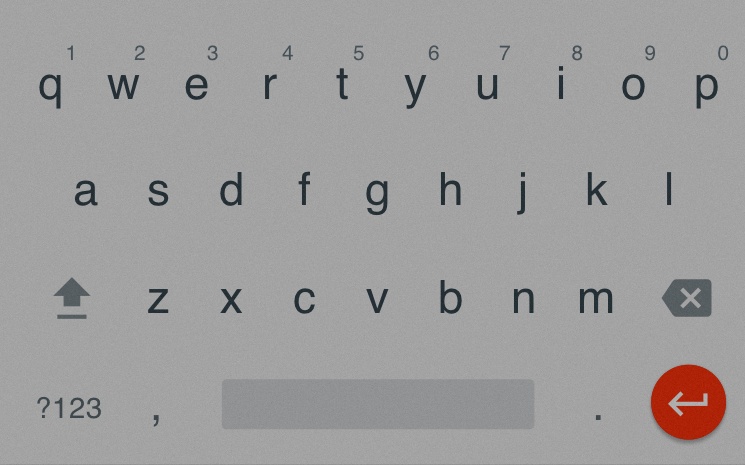 1 2 3 4 5 6 7 8 9 0
q w e r t y u i o p
a s d f g h j k l
z x c v b n m
?123 , .